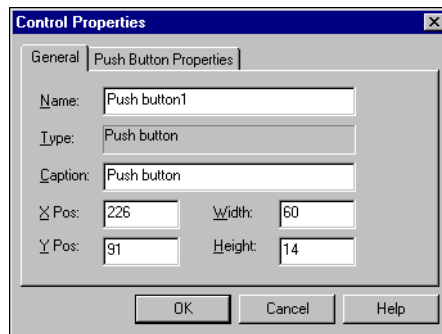 Control Properties
General Push Button Properties
Name: Push button1
Type: Push button
Caption: Push button
X Pos: 226 Width: 60
Y Pos: 91 Height: 14
OK Cancel Help